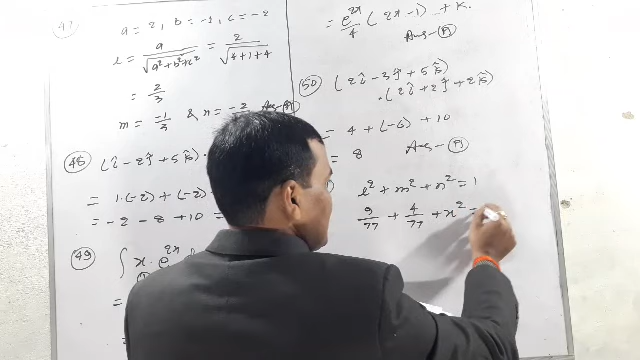 47
a = 2, b = -1, c = -2
l = a / √(a²+b²+c²) = 2 / √(4+1+4)
= 2/3
m = -1/3 & n = -2/
48 (î - 2ĵ + 5k̂) ·
= 1·(-2) + (-2)
= -2 - 8 + 10 =
49 ∫ x · e^2x
=
= e^2x/4 (2x - 1) + K.
Ans - (A)
50 (2î - 3ĵ + 5k̂)
· (2î + 2ĵ + 2k̂)
= 4 + (-6) + 10
= 8 Ans - (A)
l² + m² + n² = 1
9/77 + 4/77 + n² =